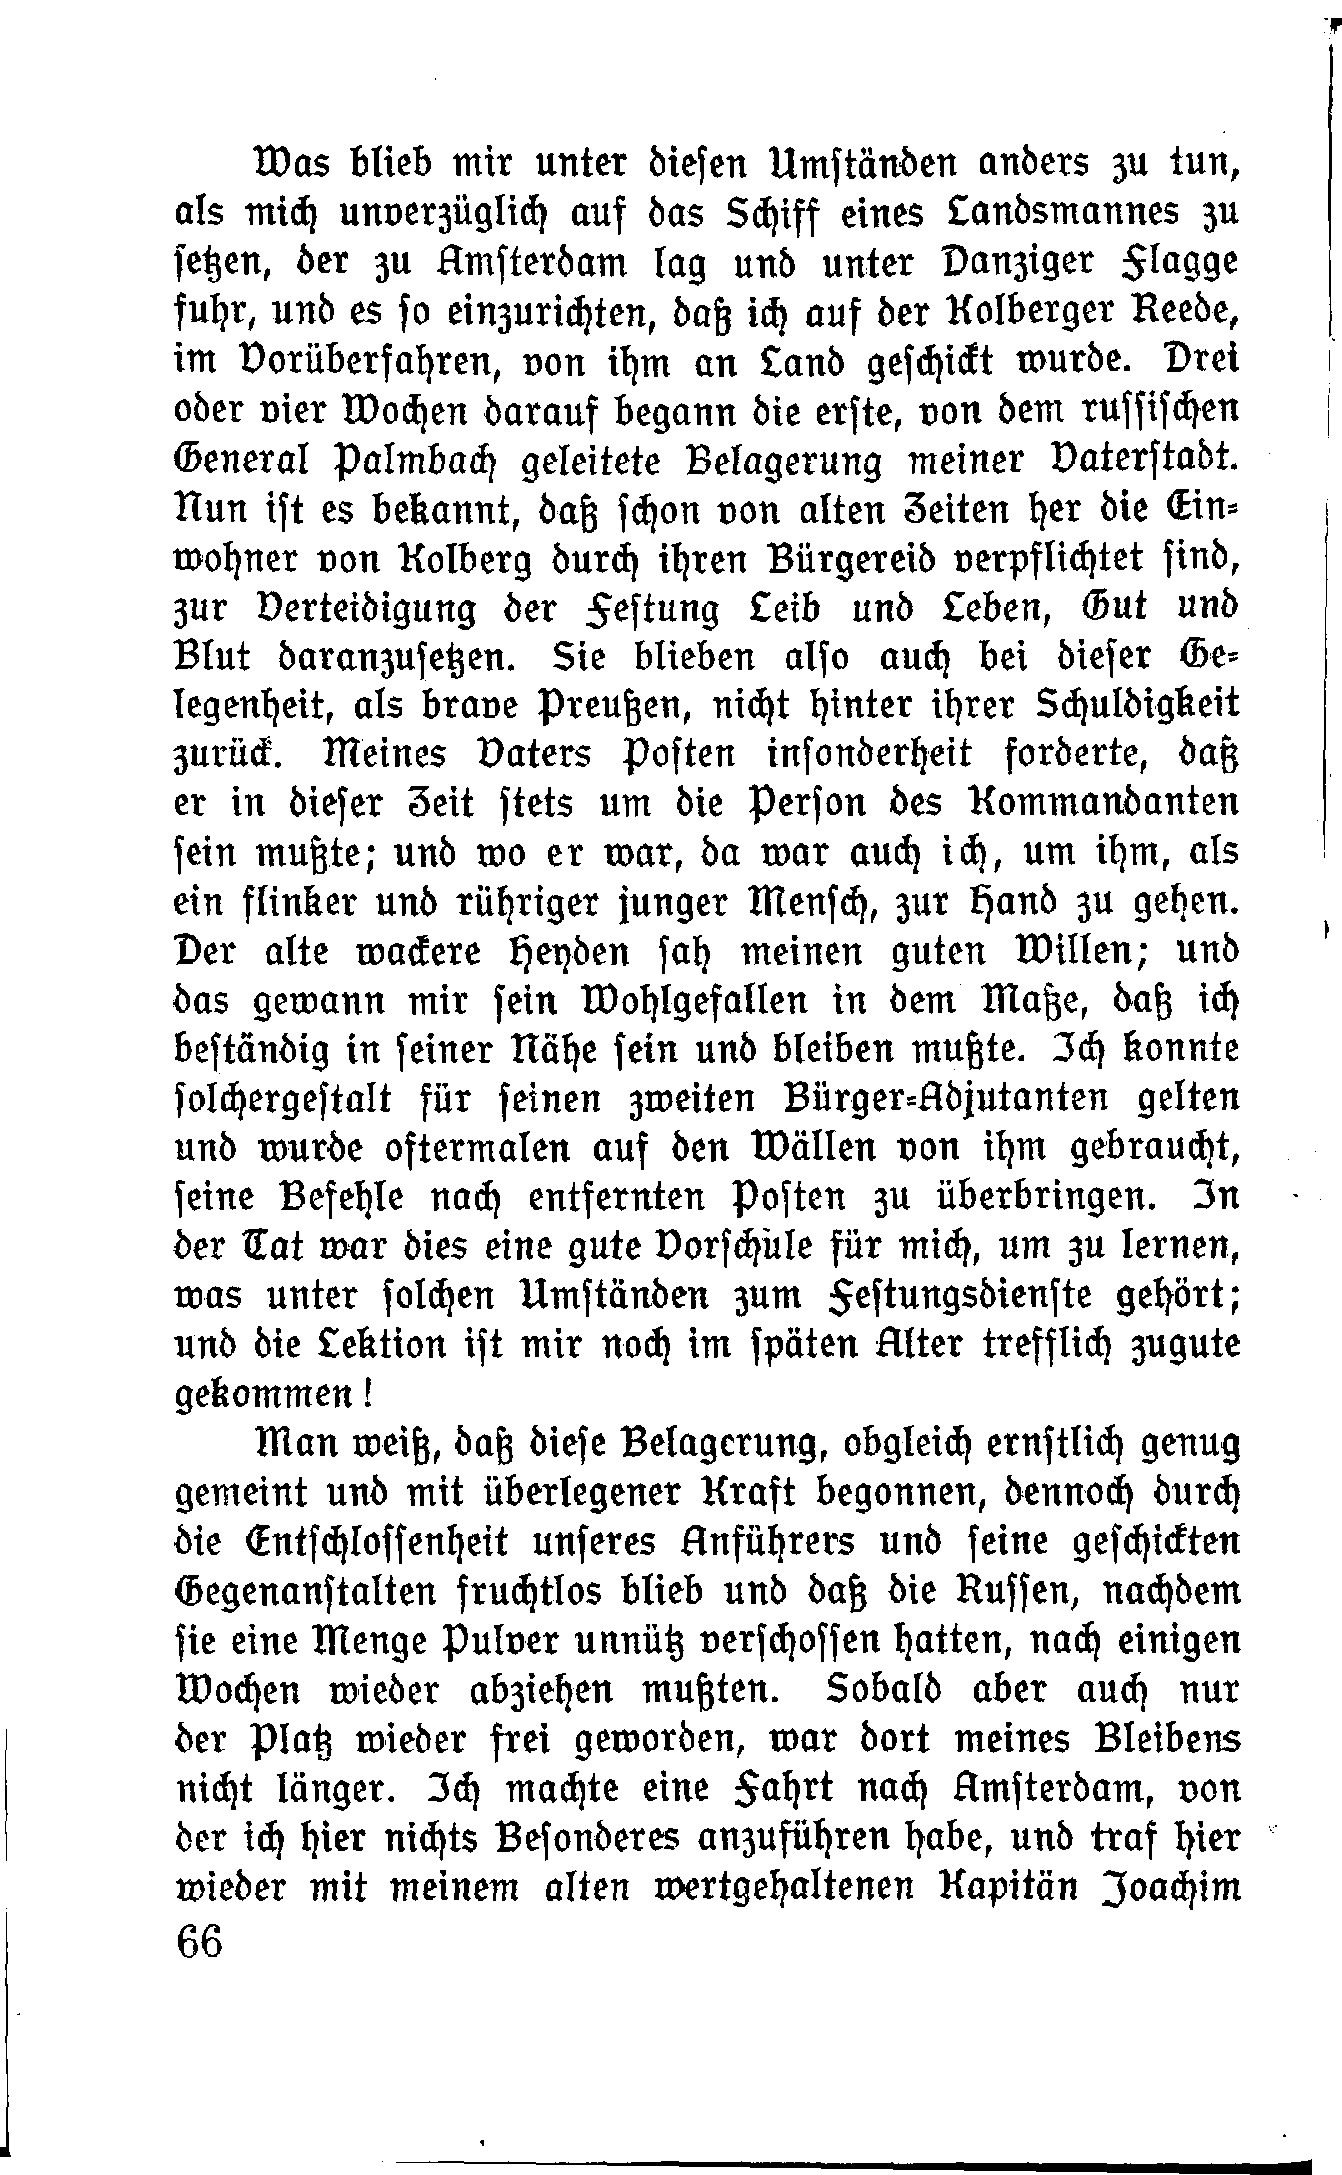 Was blieb mir unter diesen Umständen anders zu tun,
als mich unverzüglich auf das Schiff eines Landsmannes zu
setzen, der zu Amsterdam lag und unter Danziger Flagge
fuhr, und es so einzurichten, daß ich auf der Kolberger Reede,
im Vorüberfahren, von ihm an Land geschickt wurde. Drei
oder vier Wochen darauf begann die erste, von dem russischen
General Palmbach geleitete Belagerung meiner Vaterstadt.
Nun ist es bekannt, daß schon von alten Zeiten her die Ein-
wohner von Kolberg durch ihren Bürgereid verpflichtet sind,
zur Verteidigung der Festung Leib und Leben, Gut und
Blut daranzusetzen. Sie blieben also auch bei dieser Ge-
legenheit, als brave Preußen, nicht hinter ihrer Schuldigkeit
zurück. Meines Vaters Posten insonderheit forderte, daß
er in dieser Zeit stets um die Person des Kommandanten
sein mußte; und wo er war, da war auch ich, um ihm, als
ein flinker und rühriger junger Mensch, zur Hand zu gehen.
Der alte wackere Heyden sah meinen guten Willen; und
das gewann mir sein Wohlgefallen in dem Maße, daß ich
beständig in seiner Nähe sein und bleiben mußte. Ich konnte
solchergestalt für seinen zweiten Bürger-Adjutanten gelten
und wurde oftermalen auf den Wällen von ihm gebraucht,
seine Befehle nach entfernten Posten zu überbringen. In
der Tat war dies eine gute Vorschule für mich, um zu lernen,
was unter solchen Umständen zum Festungsdienste gehört;
und die Lektion ist mir noch im späten Alter trefflich zugute
gekommen!
Man weiß, daß diese Belagerung, obgleich ernstlich genug
gemeint und mit überlegener Kraft begonnen, dennoch durch
die Entschlossenheit unseres Anführers und seine geschickten
Gegenanstalten fruchtlos blieb und daß die Russen, nachdem
sie eine Menge Pulver unnütz verschossen hatten, nach einigen
Wochen wieder abziehen mußten. Sobald aber auch nur
der Platz wieder frei geworden, war dort meines Bleibens
nicht länger. Ich machte eine Fahrt nach Amsterdam, von
der ich hier nichts Besonderes anzuführen habe, und traf hier
wieder mit meinem alten wertgehaltenen Kapitän Joachim
66